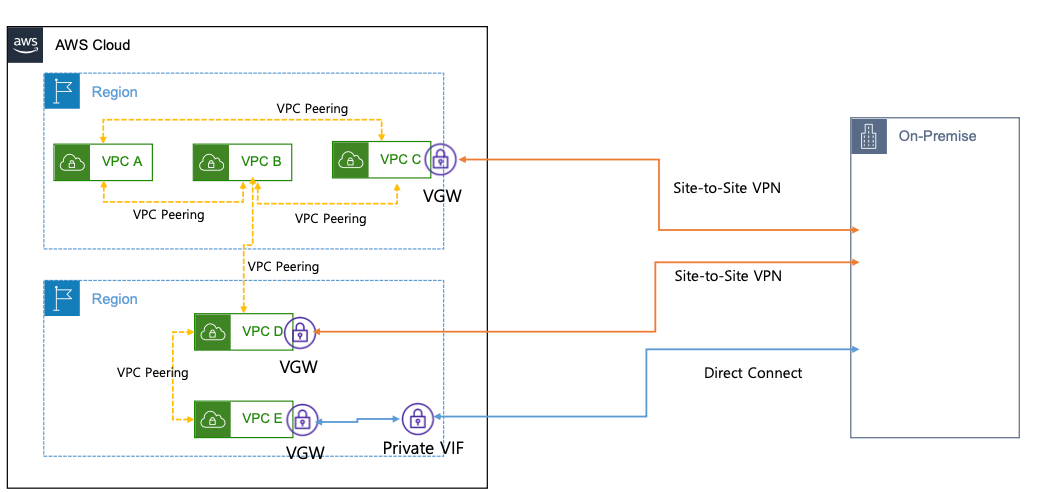 aws
AWS Cloud
Region
VPC Peering
VPC A
VPC B
VPC C
VGW
VPC Peering
VPC Peering
VPC Peering
Region
VPC D
VGW
VPC Peering
VPC E
VGW
Private VIF
Site-to-Site VPN
Site-to-Site VPN
Direct Connect
On-Premise